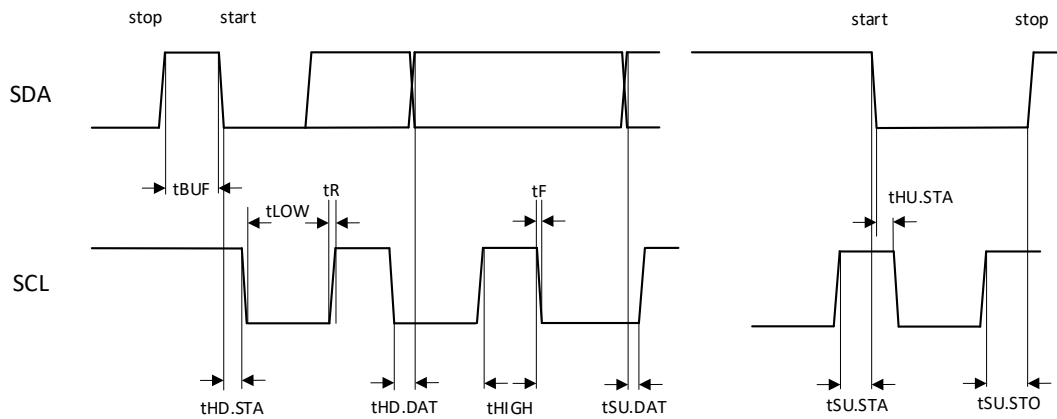 stop start start stop
SDA
tBUF tR tF tHU.STA
tLOW
SCL
tHD.STA tHD.DAT tHIGH tSU.DAT tSU.STA tSU.STO